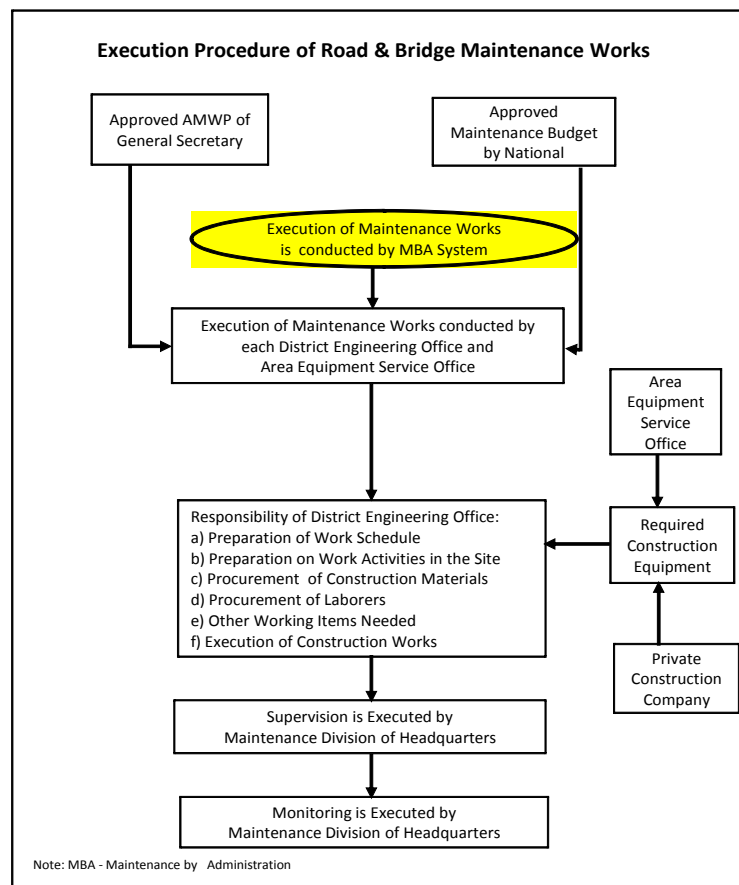 Execution Procedure of Road & Bridge Maintenance Works
Approved AMWP of
General Secretary
Approved
Maintenance Budget
by National
Execution of Maintenance Works
is conducted by MBA System
Execution of Maintenance Works conducted by
each District Engineering Office and
Area Equipment Service Office
Area
Equipment
Service
Office
Responsibility of District Engineering Office:
a) Preparation of Work Schedule
b) Preparation on Work Activities in the Site
c) Procurement of Construction Materials
d) Procurement of Laborers
e) Other Working Items Needed
f) Execution of Construction Works
Required
Construction
Equipment
Private
Construction
Company
Supervision is Executed by
Maintenance Division of Headquarters
Monitoring is Executed by
Maintenance Division of Headquarters
Note: MBA - Maintenance by Administration